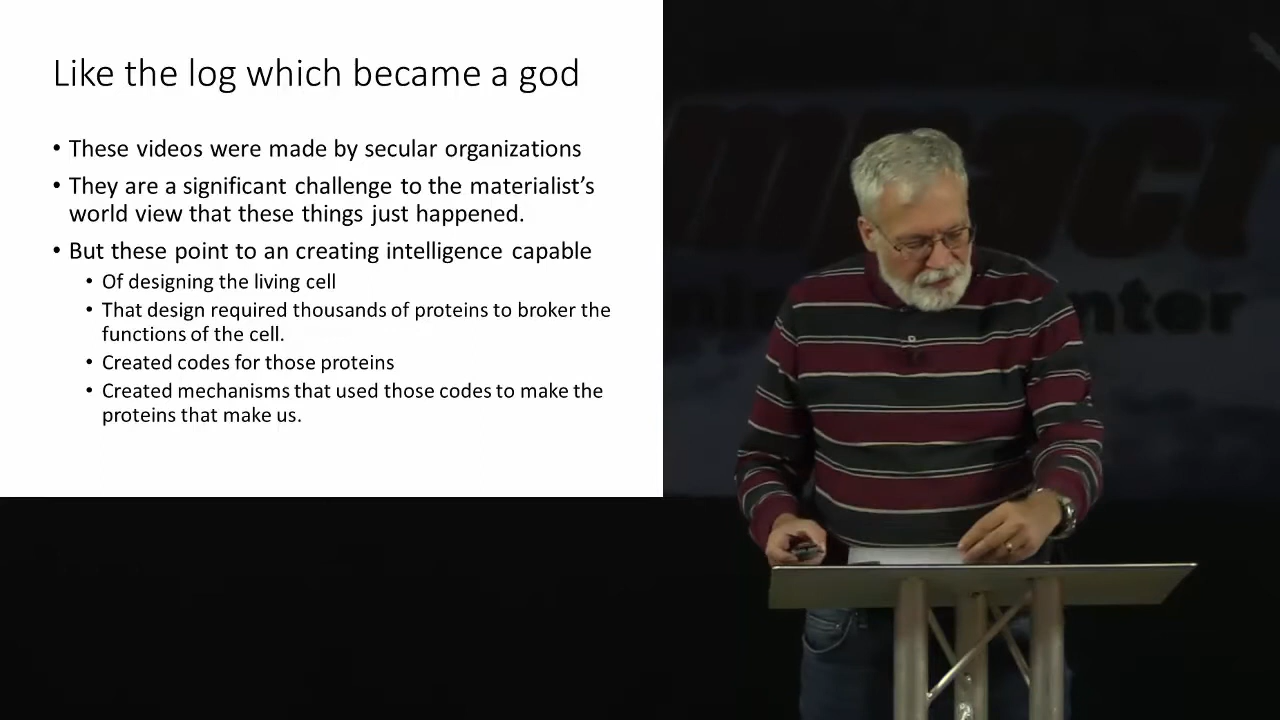 Like the log which became a god
• These videos were made by secular organizations
• They are a significant challenge to the materialist's
world view that these things just happened.
• But these point to an creating intelligence capable
• Of designing the living cell
• That design required thousands of proteins to broker the
functions of the cell.
• Created codes for those proteins
• Created mechanisms that used those codes to make the
proteins that make us.